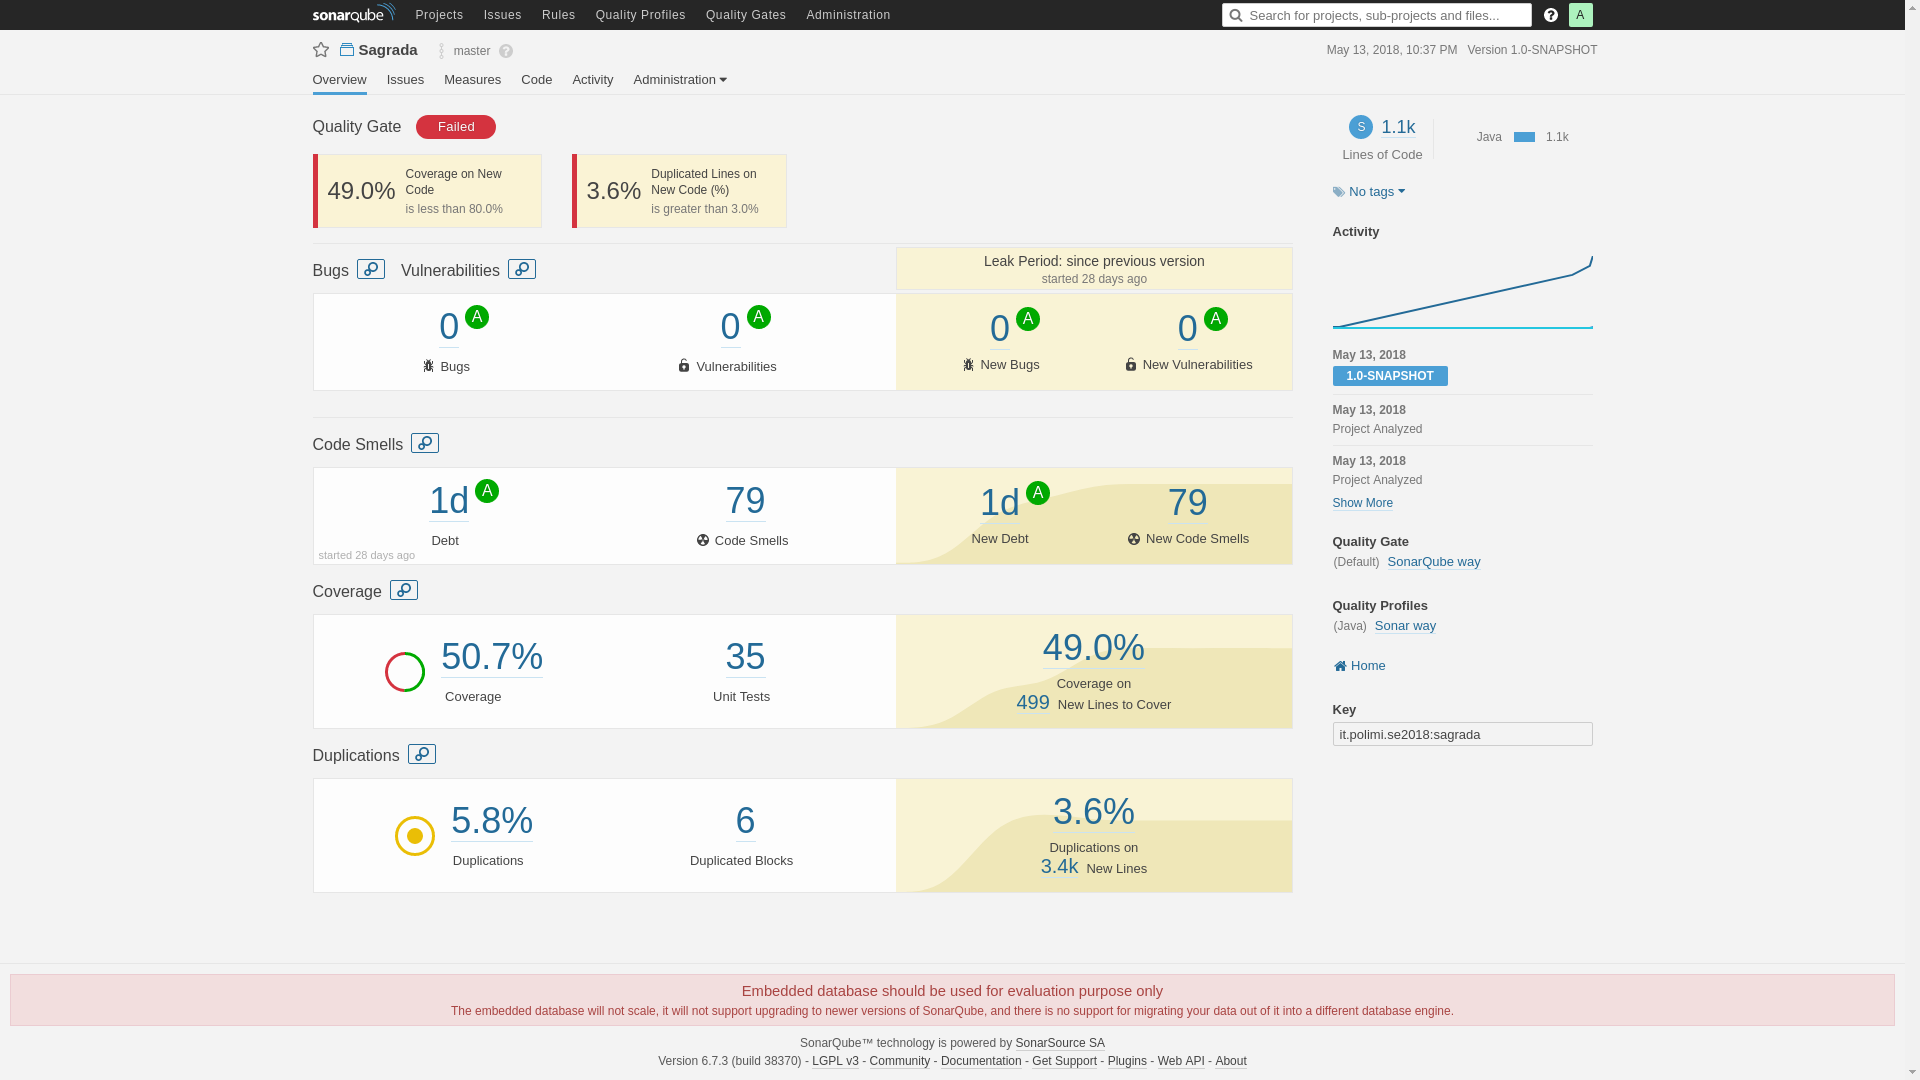 sonarqube Projects Issues Rules Quality Profiles Quality Gates Administration Search for projects, sub-projects and files... ? A
Sagrada master ? May 13, 2018, 10:37 PM Version 1.0-SNAPSHOT
Overview Issues Measures Code Activity Administration
Quality Gate Failed
49.0% Coverage on New
Code
is less than 80.0%
3.6% Duplicated Lines on
New Code (%)
is greater than 3.0%
Bugs Vulnerabilities
Leak Period: since previous version
started 28 days ago
0 A 0 A 0 A 0 A
Bugs Vulnerabilities New Bugs New Vulnerabilities
Code Smells
1d A 79 1d A 79
Debt Code Smells New Debt New Code Smells
started 28 days ago
Coverage
50.7% 35 49.0%
Coverage Unit Tests Coverage on
499 New Lines to Cover
Duplications
5.8% 6 3.6%
Duplications Duplicated Blocks Duplications on
3.4k New Lines
S 1.1k
Lines of Code
Java 1.1k
No tags
Activity
May 13, 2018
1.0-SNAPSHOT
May 13, 2018
Project Analyzed
May 13, 2018
Project Analyzed
Show More
Quality Gate
(Default) SonarQube way
Quality Profiles
(Java) Sonar way
Home
Key
it.polimi.se2018:sagrada
Embedded database should be used for evaluation purpose only
The embedded database will not scale, it will not support upgrading to newer versions of SonarQube, and there is no support for migrating your data out of it into a different database engine.
SonarQube™ technology is powered by SonarSource SA
Version 6.7.3 (build 38370) - LGPL v3 - Community - Documentation - Get Support - Plugins - Web API - About